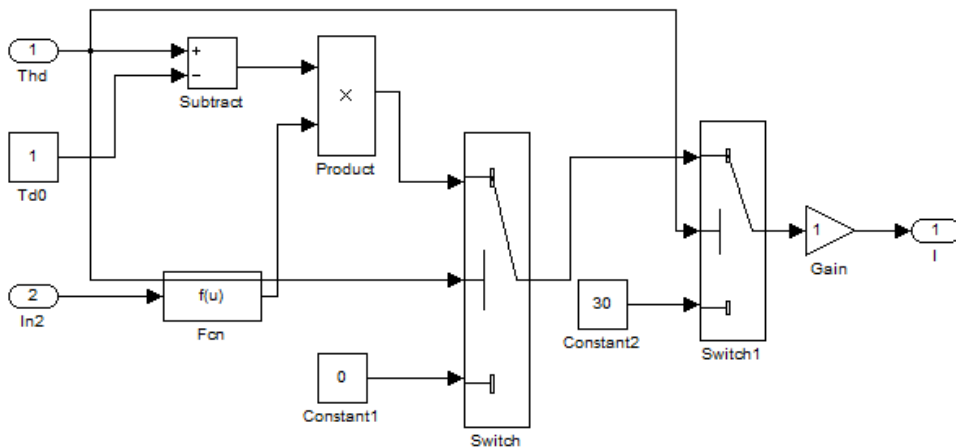 1
Thd
+
−
Subtract
×
Product
1
Td0
2
In2
f(u)
Fcn
0
Constant1
Switch
30
Constant2
Switch1
1
Gain
1
I